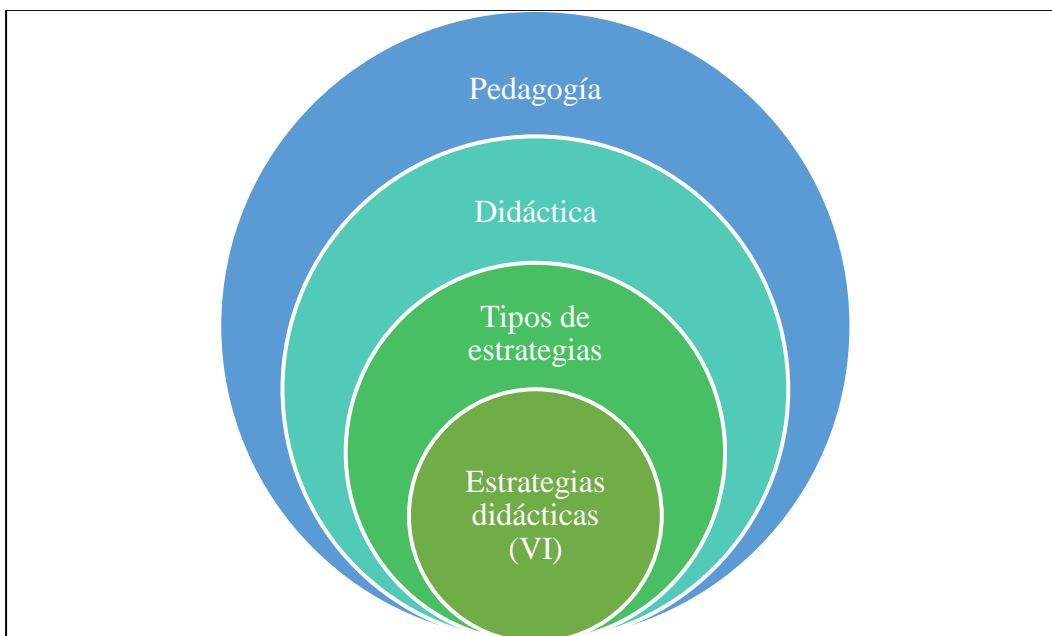 Pedagogía
Didáctica
Tipos de
estrategias
Estrategias
didácticas
(VI)